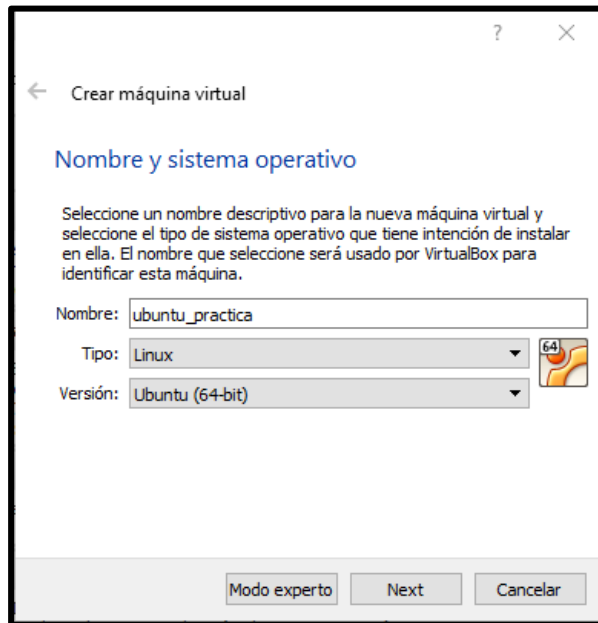 ?
Crear máquina virtual
Nombre y sistema operativo
Seleccione un nombre descriptivo para la nueva máquina virtual y
seleccione el tipo de sistema operativo que tiene intención de instalar
en ella. El nombre que seleccione será usado por VirtualBox para
identificar esta máquina.
Nombre: ubuntu_practica
Tipo: Linux
64
Versión: Ubuntu (64-bit)
Modo experto Next Cancelar